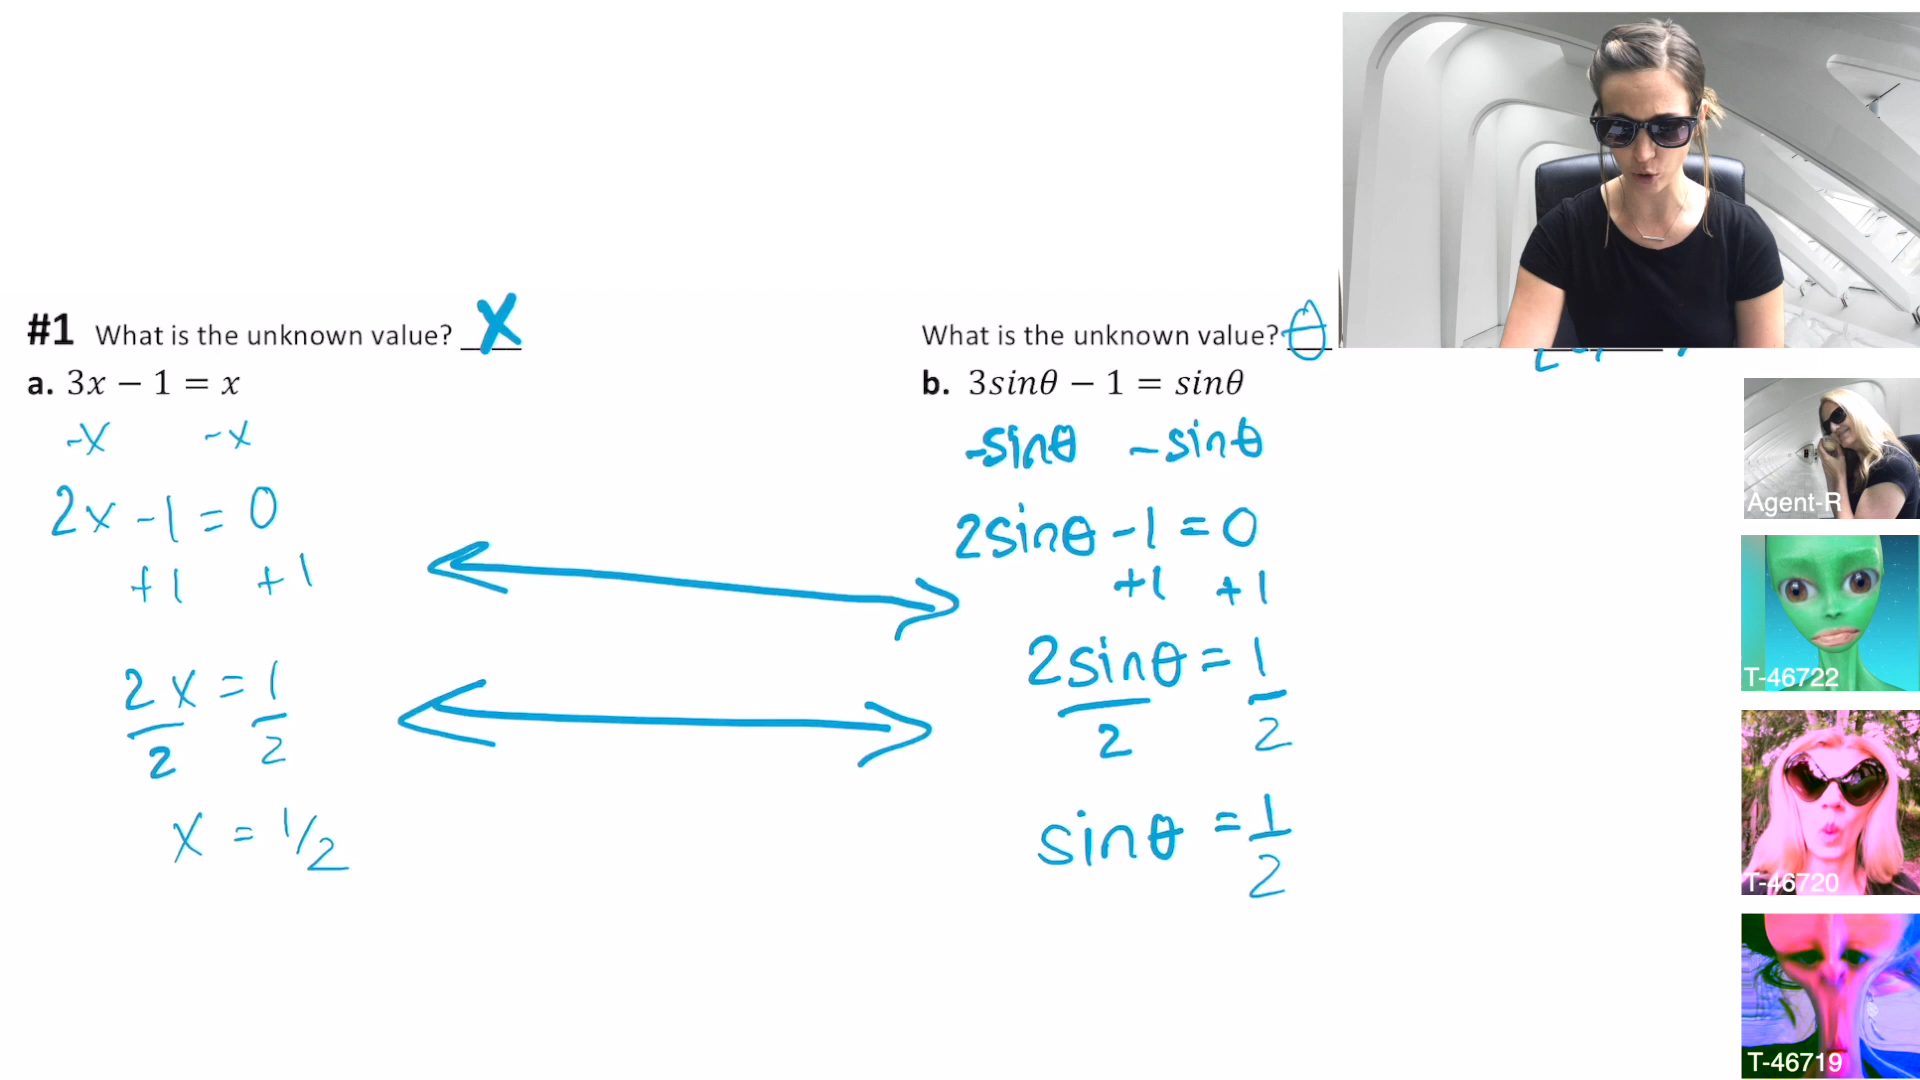 #1 What is the unknown value? X
a. 3x − 1 = x
-x -x
2x - 1 = 0
+1 +1
2x = 1
2 2
x = 1/2
What is the unknown value? θ
b. 3sinθ − 1 = sinθ
-sinθ -sinθ
2sinθ - 1 = 0
+1 +1
2sinθ = 1
2 2
sinθ = 1
2
Agent-R
T-46722
T-46720
T-46719